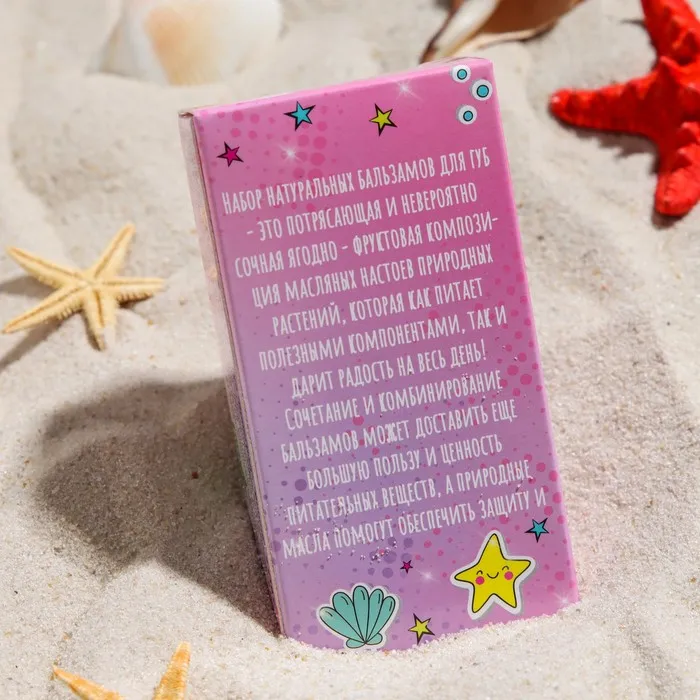 Набор натуральных бальзамов для губ
- это потрясающая и невероятно
сочная ягодно - фруктовая компози-
ция масляных настоев природных
растений, которая как питает
полезными компонентами, так и
дарит радость на весь день!
Сочетание и комбинирование
бальзамов может доставить еще
большую пользу и ценность
питательных веществ, а природные
масла помогут обеспечить защиту и